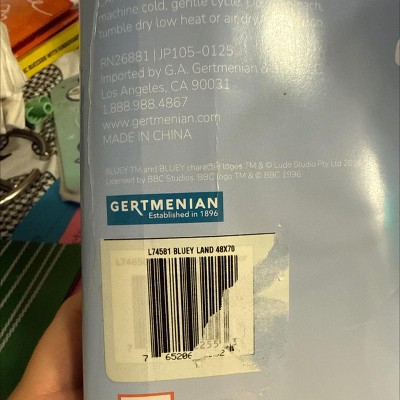 machine cold, gentle cycle.
tumble dry low heat or air dry
RN26881 | JP105-0125
Imported by G.A. Gertmenian
Los Angeles, CA 90031
1.888.988.4867
www.gertmenian.com
MADE IN CHINA
BLUEY TM and BLUEY character logos TM & © Ludo Studio Pty Ltd
Licensed by BBC Studios. BBC logo TM & © BBC 1996
GERTMENIAN
Established in 1896
L74581 BLUEY LAND 48X70
7 65206